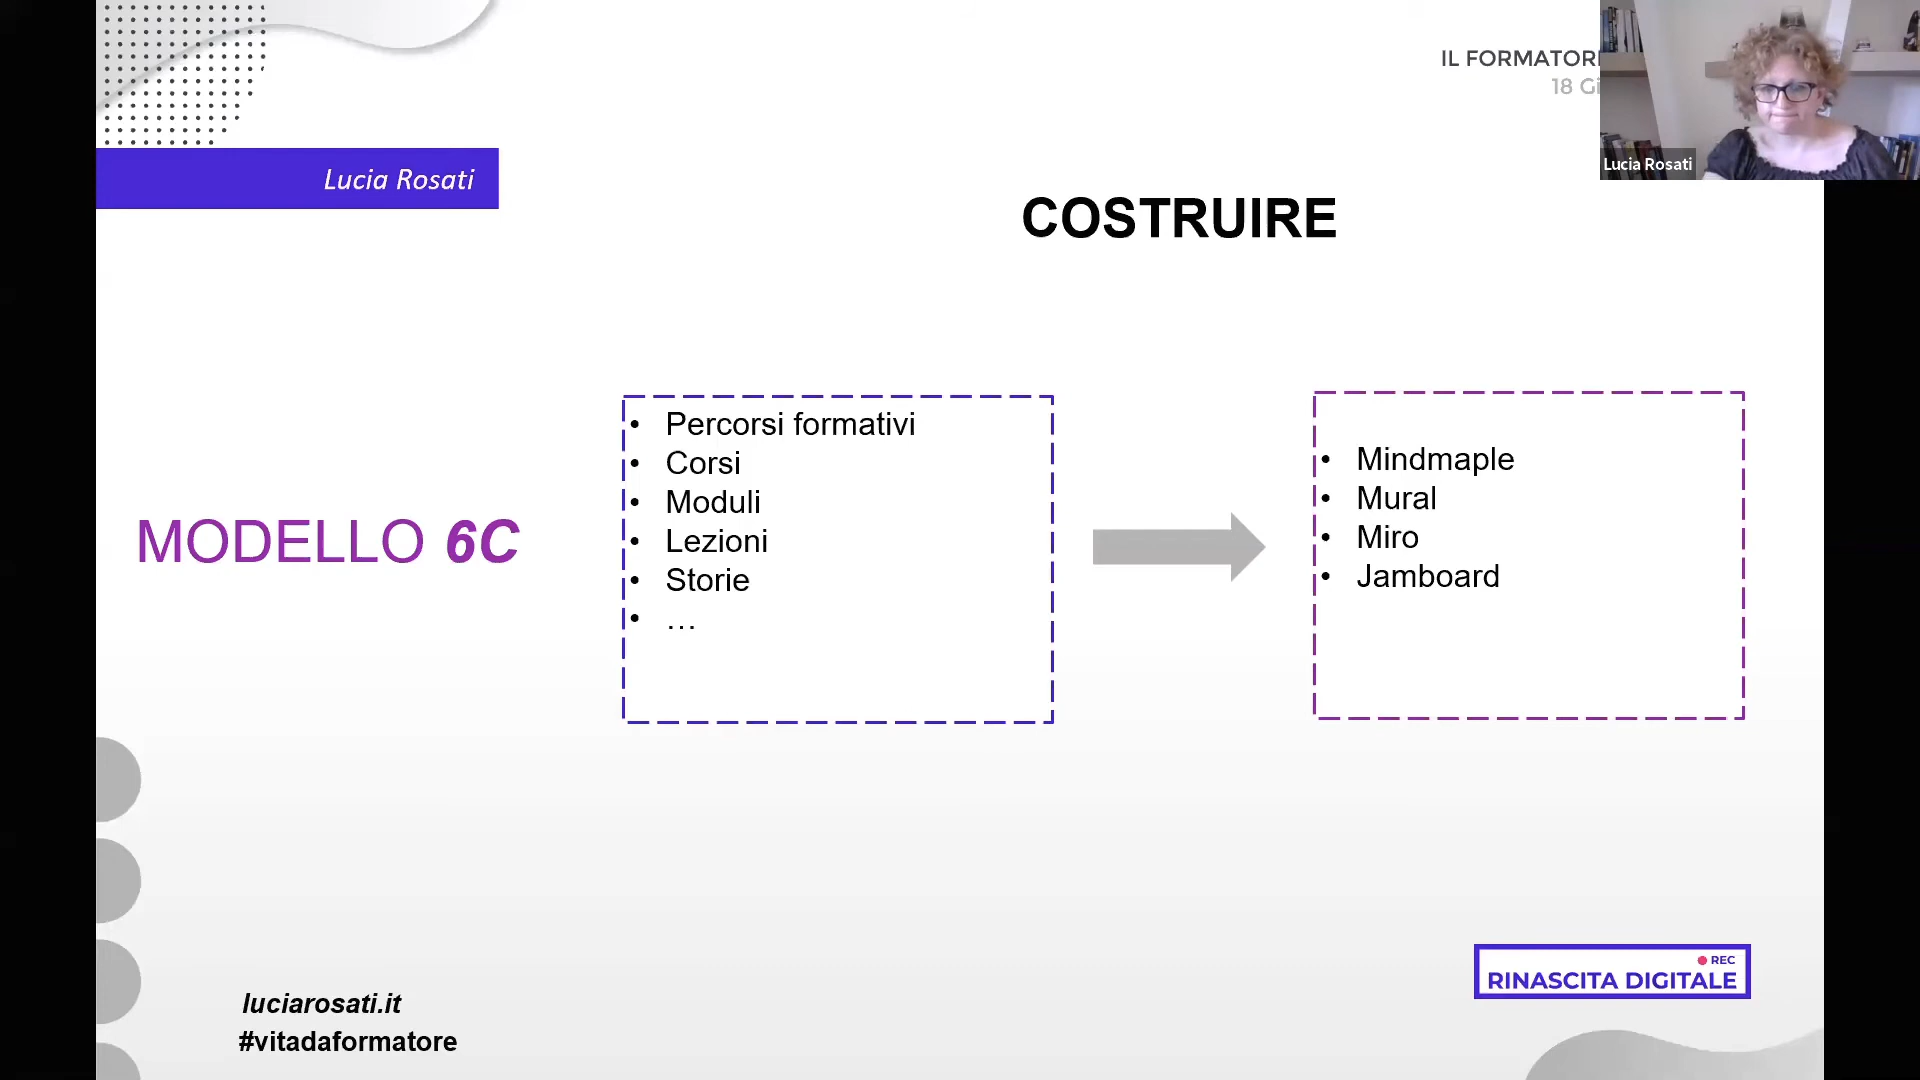 IL FORMATOR
18 Gi
Lucia Rosati
Lucia Rosati
COSTRUIRE
MODELLO 6C
• Percorsi formativi
• Corsi
• Moduli
• Lezioni
• Storie
• …
• Mindmaple
• Mural
• Miro
• Jamboard
REC
RINASCITA DIGITALE
luciarosati.it
#vitadaformatore